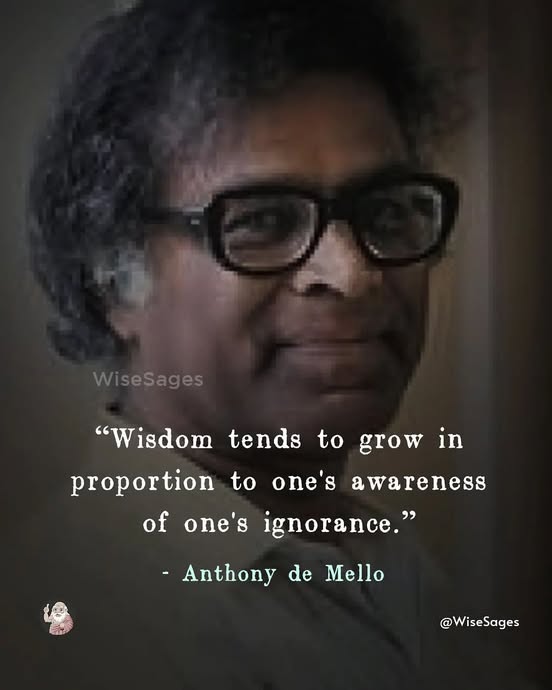 WiseSages
“Wisdom tends to grow in
proportion to one's awareness
of one's ignorance.”
- Anthony de Mello
@WiseSages